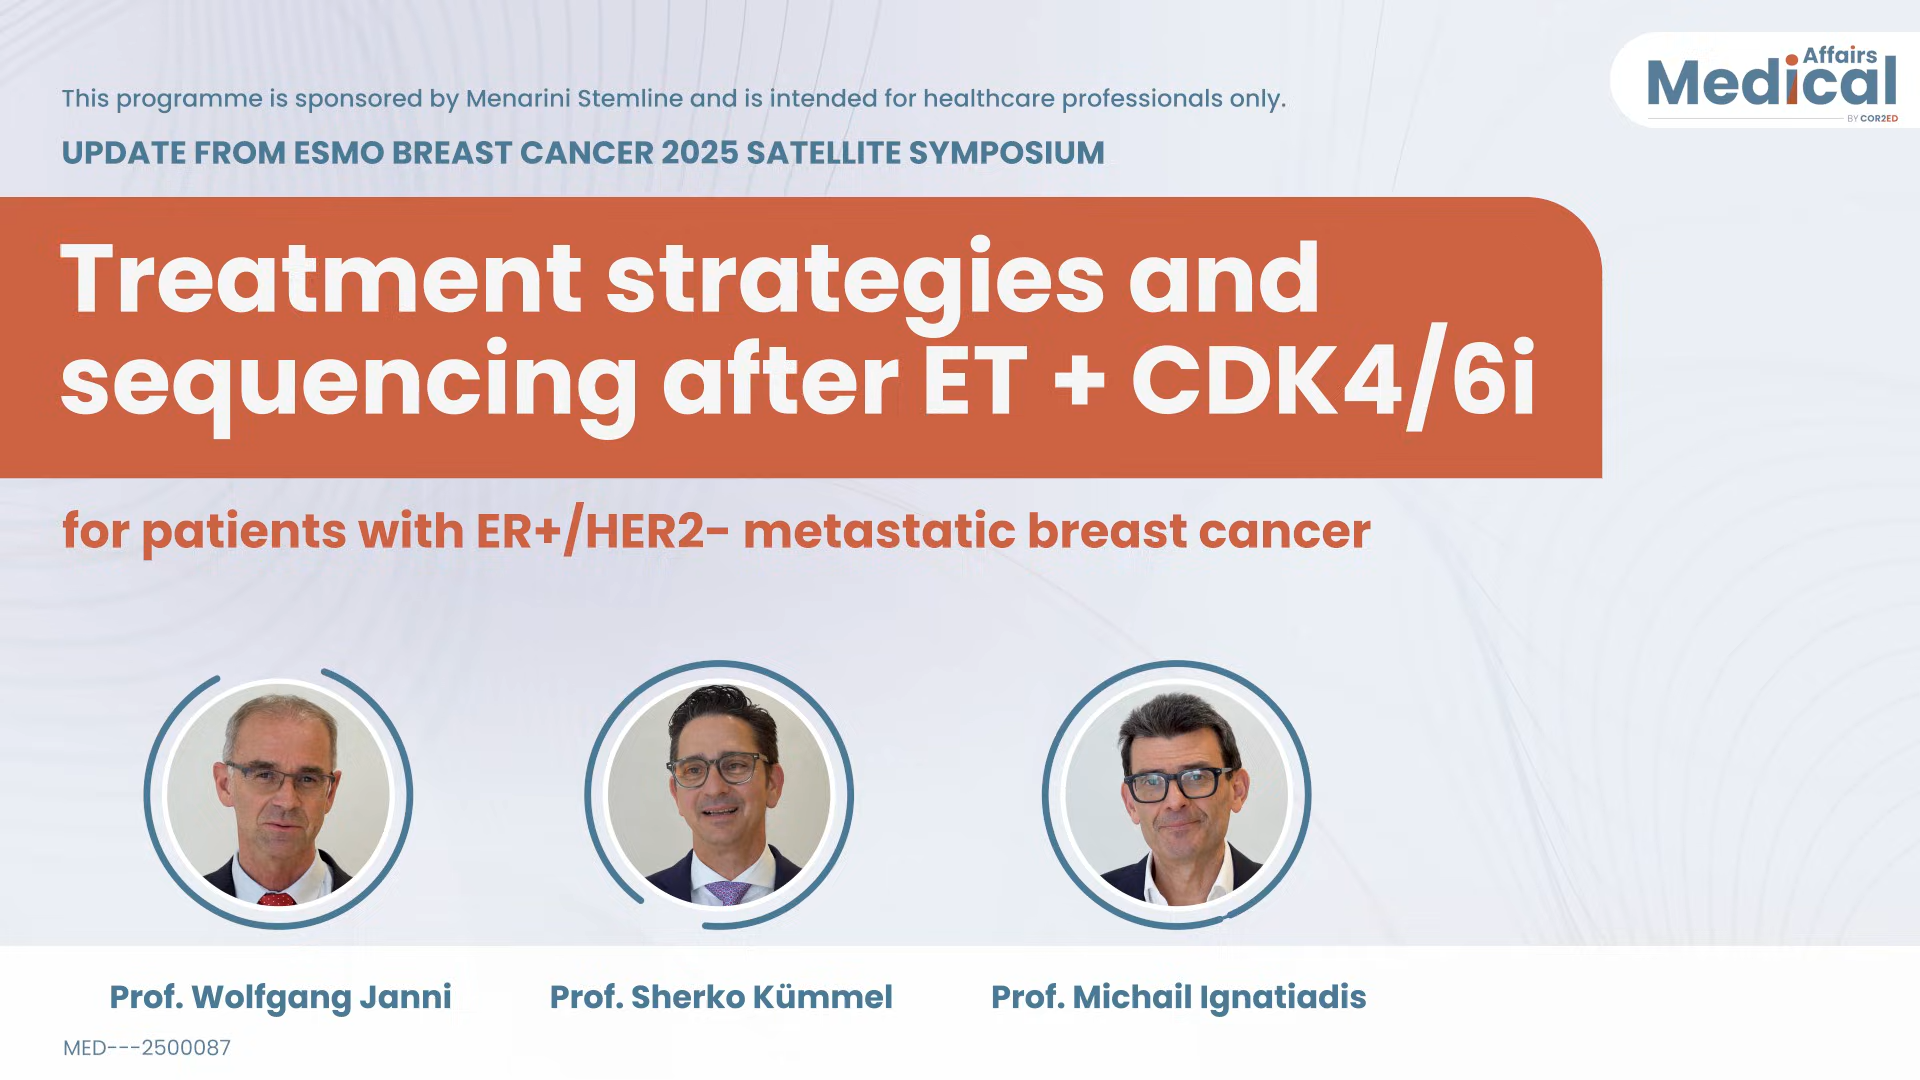 This programme is sponsored by Menarini Stemline and is intended for healthcare professionals only.
UPDATE FROM ESMO BREAST CANCER 2025 SATELLITE SYMPOSIUM
Medical Affairs
BY COR2ED
Treatment strategies and
sequencing after ET + CDK4/6i
for patients with ER+/HER2- metastatic breast cancer
Prof. Wolfgang Janni
Prof. Sherko Kümmel
Prof. Michail Ignatiadis
MED---2500087